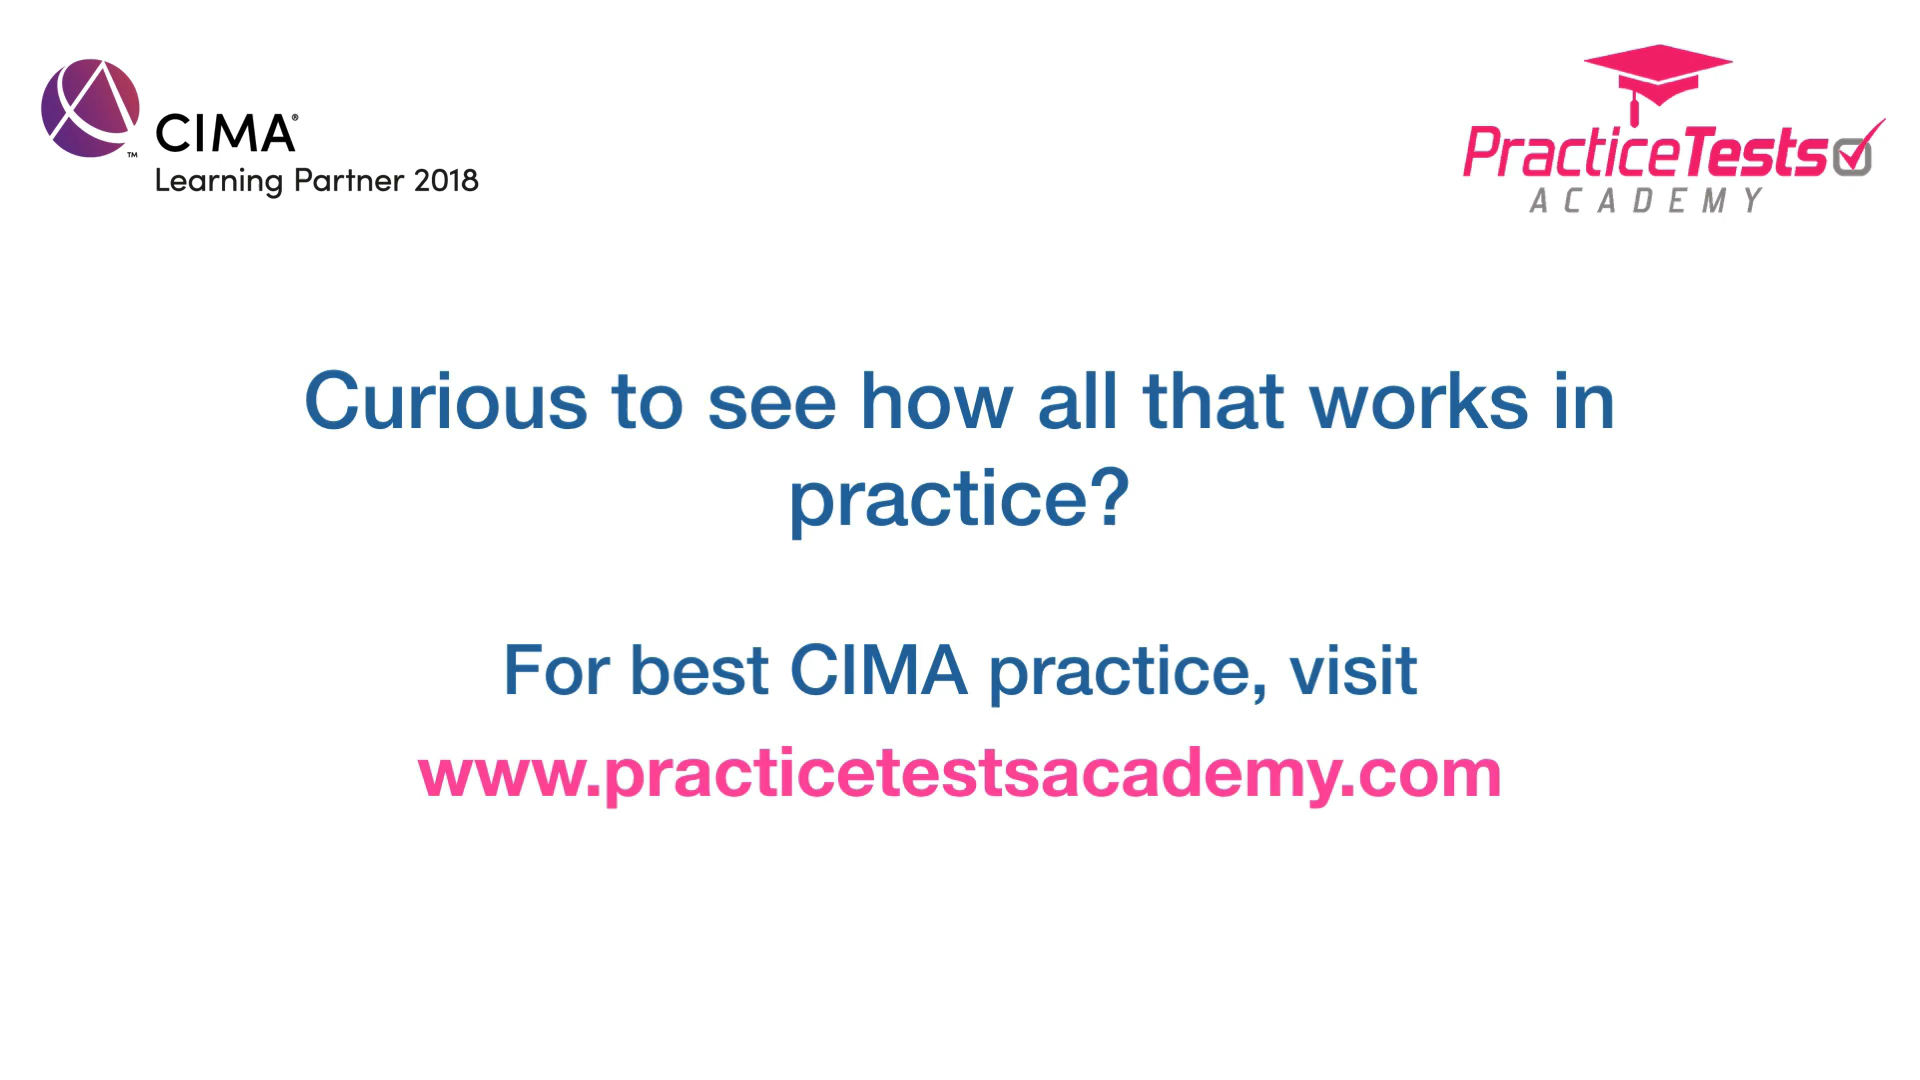 CIMA®
Learning Partner 2018
PracticeTests
ACADEMY
Curious to see how all that works in
practice?
For best CIMA practice, visit
www.practicetestsacademy.com